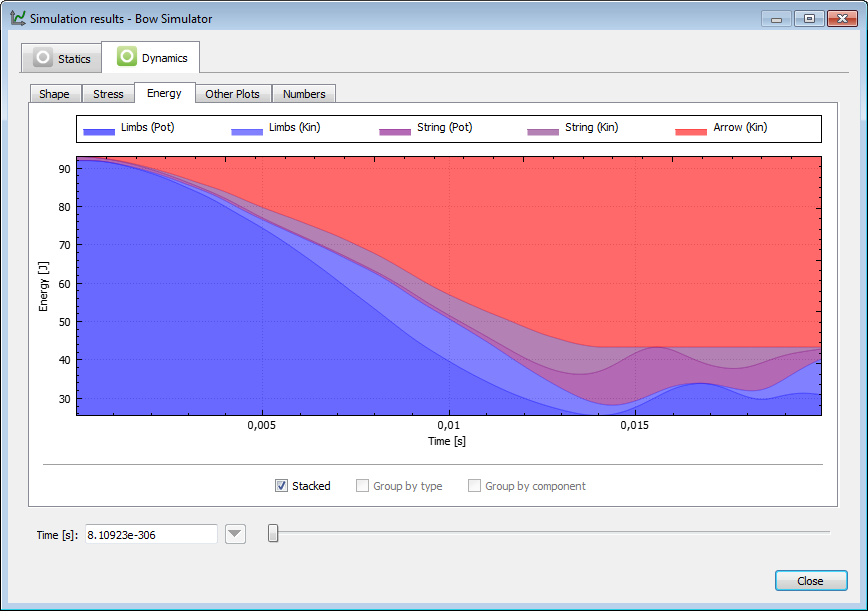 Simulation results - Bow Simulator
Statics Dynamics
Shape Stress Energy Other Plots Numbers
Limbs (Pot) Limbs (Kin) String (Pot) String (Kin) Arrow (Kin)
90
80
70
60
50
40
30
Energy [J]
0,005 0,01 0,015
Time [s]
Stacked Group by type Group by component
Time [s]: 8.10923e-306
Close